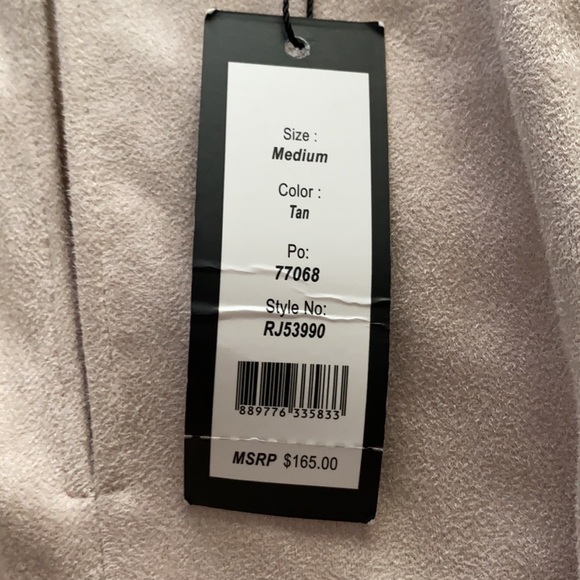 Size :
Medium
Color :
Tan
Po:
77068
Style No:
RJ53990
889776 335833
MSRP $165.00